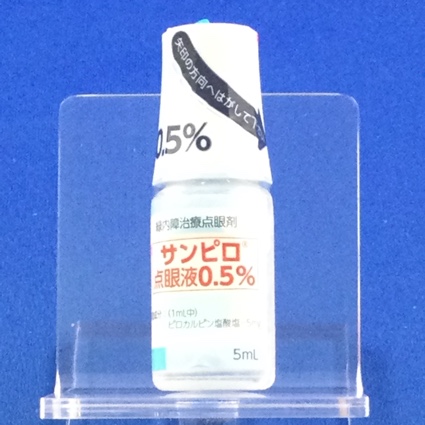 矢印の方向へはがして
0.5%
緑内障治療点眼剤
サンピロ®
点眼液0.5%
(1mL中)
ピロカルピン塩酸塩
5mL